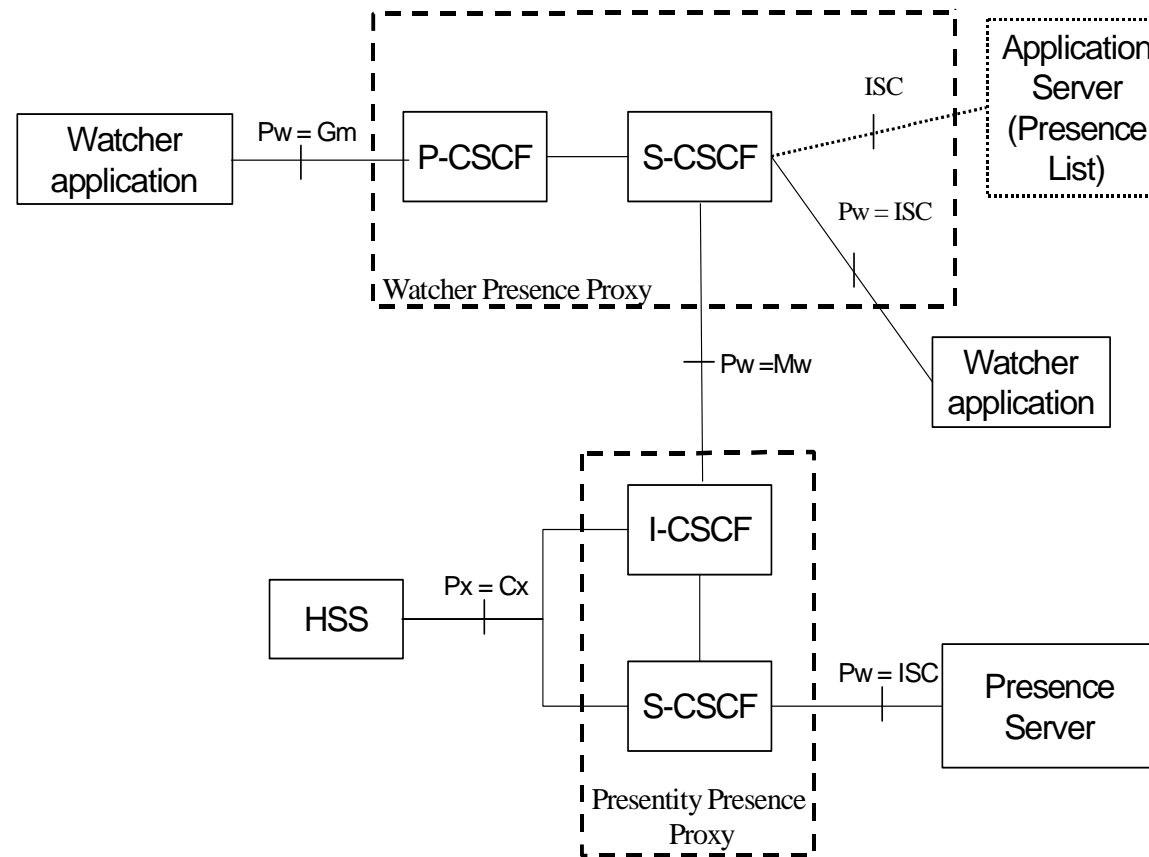 Application
Server
(Presence
List)
ISC
Watcher
application
Pw = Gm
P-CSCF
S-CSCF
Pw = ISC
Watcher Presence Proxy
Pw =Mw
Watcher
application
I-CSCF
HSS
Px = Cx
S-CSCF
Pw = ISC
Presence
Server
Presentity Presence
Proxy